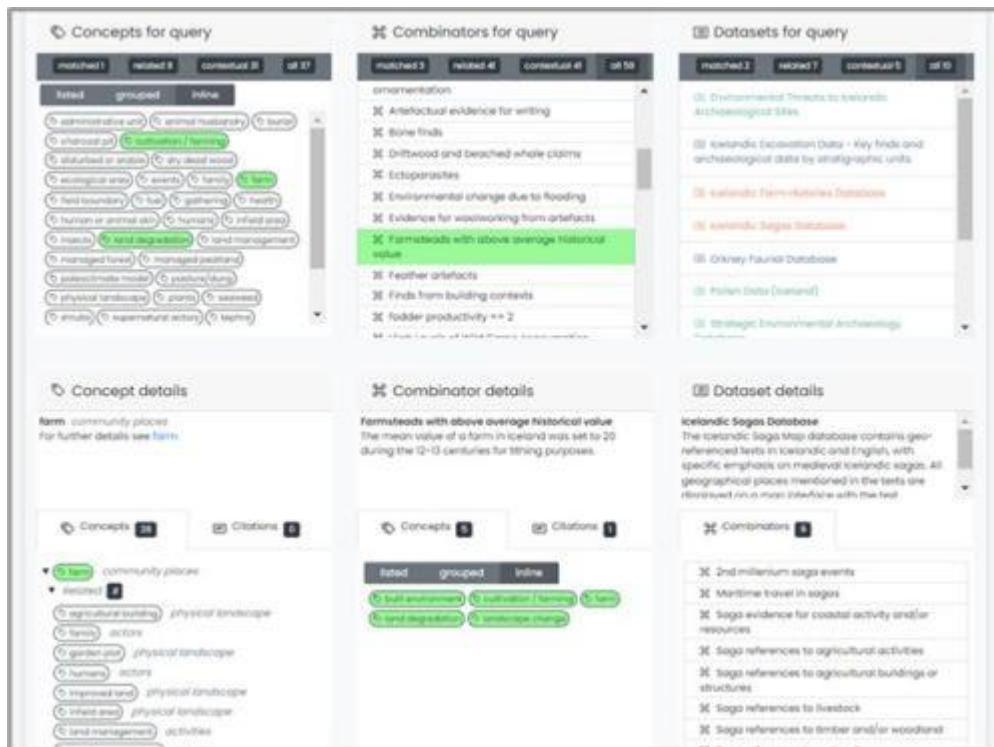 Concepts for query
matched 1 related 8 contextual 31 all 37
listed grouped inline
administrative unit animal husbandry burial
charcoal pit cultivation / farming
disturbed or arable dry dead wood
ecological area events family farm
field boundary fuel gathering health
human or animal skin humans infield area
insects land degradation land management
managed forest managed peatland
paleoclimate model pasture/dung
physical landscape plants seaweed
shrubs supernatural actors tephra
Combinators for query
matched 3 related 41 contextual 41 all 59
ornamentation
Artefactual evidence for writing
Bone finds
Driftwood and beached whale claims
Ectoparasites
Environmental change due to flooding
Evidence for woolworking from artefacts
Farmsteads with above average historical
value
Feather artefacts
Finds from building contexts
fodder productivity == 2
Datasets for query
matched 2 related 7 contextual 5 all 10
Environmental Threats to Icelandic
Archaeological Sites
Icelandic Excavation Data - Key finds and
archaeological data by stratigraphic units
Icelandic Farm Histories Database
Icelandic Sagas Database
Orkney Faunal Database
Pollen Data (Iceland)
Strategic Environmental Archaeology
Database
Concept details
farm community places
For further details see farm
Concepts Citations 0
farm community places
Related
agricultural building physical landscape
family actors
garden plot physical landscape
humans actors
improved land physical landscape
infield area physical landscape
land management activities
Combinator details
Farmsteads with above average historical value
The mean value of a farm in Iceland was set to 20
during the 12-13 centuries for tithing purposes.
Concepts 5 Citations 1
listed grouped inline
built environment cultivation / farming farm
land degradation landscape change
Dataset details
Icelandic Sagas Database
The Icelandic Saga Map database contains geo-
referenced texts in Icelandic and English, with
specific emphasis on medieval Icelandic sagas. All
geographical places mentioned in the texts are
displayed on a map interface with the text
Combinators
2nd millenium saga events
Maritime travel in sagas
Saga evidence for coastal activity and/or
resources
Saga references to agricultural activities
Saga references to agricultural buildings or
structures
Saga references to livestock
Saga references to timber and/or woodland